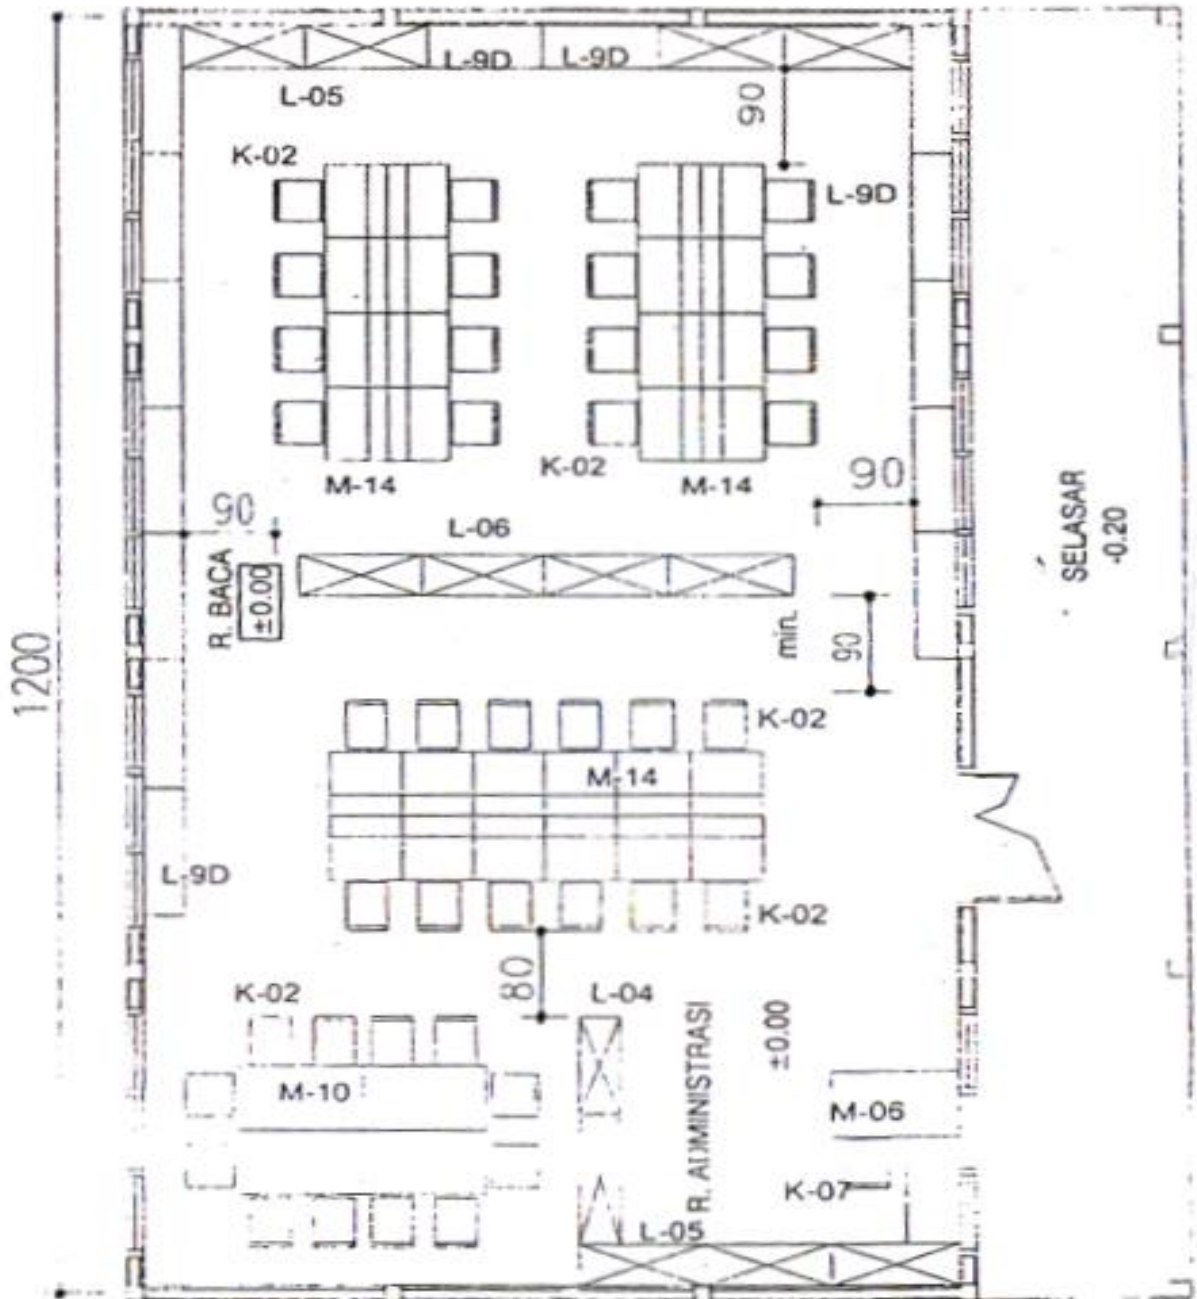 L-9D
L-9D
L-05
90
K-02
L-9D
K-02
M-14
M-14
90
90
L-06
R. BACA
±0.00
SELASAR
-0.20
min.
90
1200
K-02
M-14
L-9D
K-02
80
K-02
L-04
R. ADMINISTRASI
±0.00
M-10
M-06
K-07
L-05